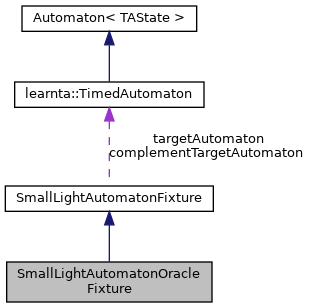 Automaton< TAState >
learnta::TimedAutomaton
targetAutomaton
complementTargetAutomaton
SmallLightAutomatonFixture
SmallLightAutomatonOracle
Fixture